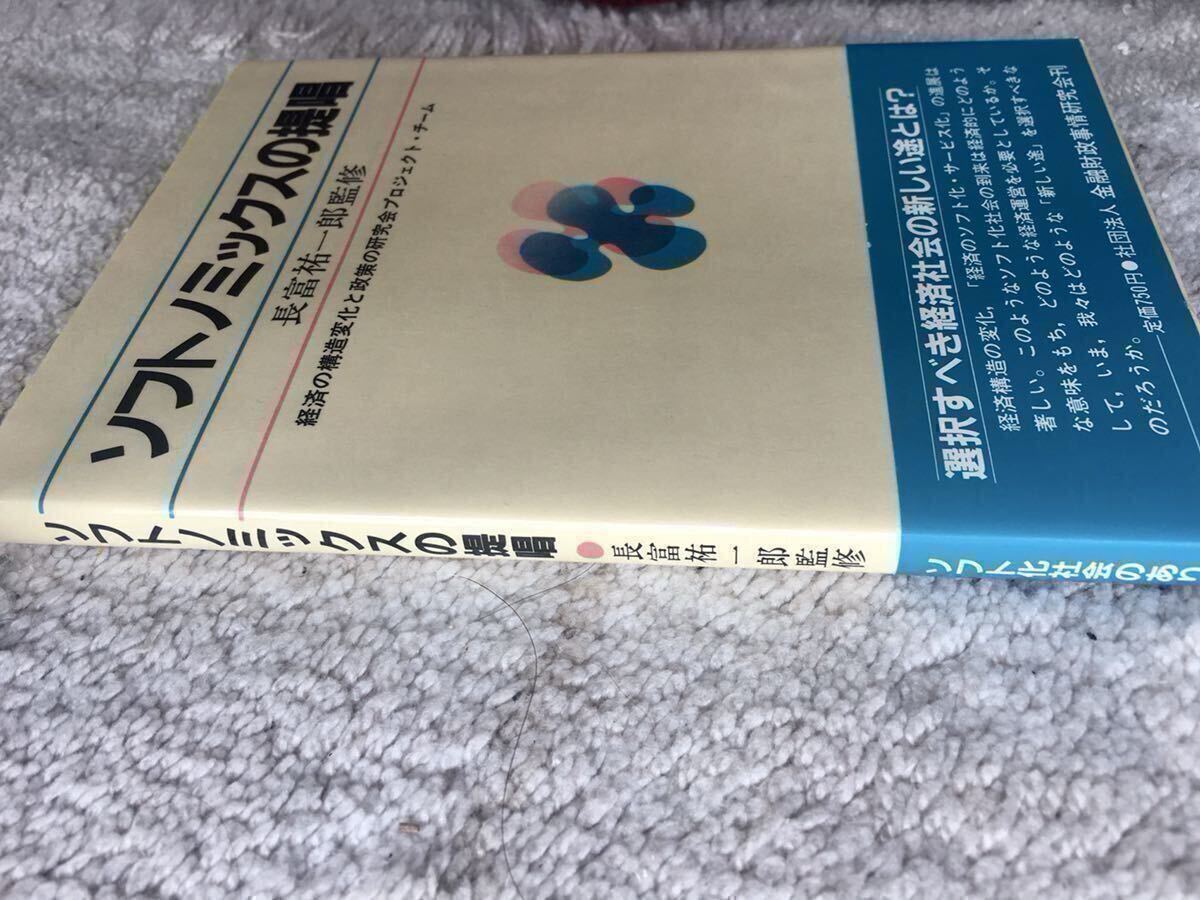 ソフトノミックスの提唱
長富祐一郎監修
経済の構造変化と政策の研究会プロジェクト・チーム
選択すべき経済社会の新しい途とは？
経済構造の変化，「経済のソフト化・サービス化」の進展は
著しい。このようなソフト化社会の到来は経済的にどのよう
な意味をもち，どのような経済運営を必要としているか。そ
して，いま，我々はどのような「新しい途」を選択すべきな
のだろうか。
定価750円●社団法人 金融財政事情研究会刊
ソフトノミックスの提唱●長富祐一郎監修
ソフト化社会のあり